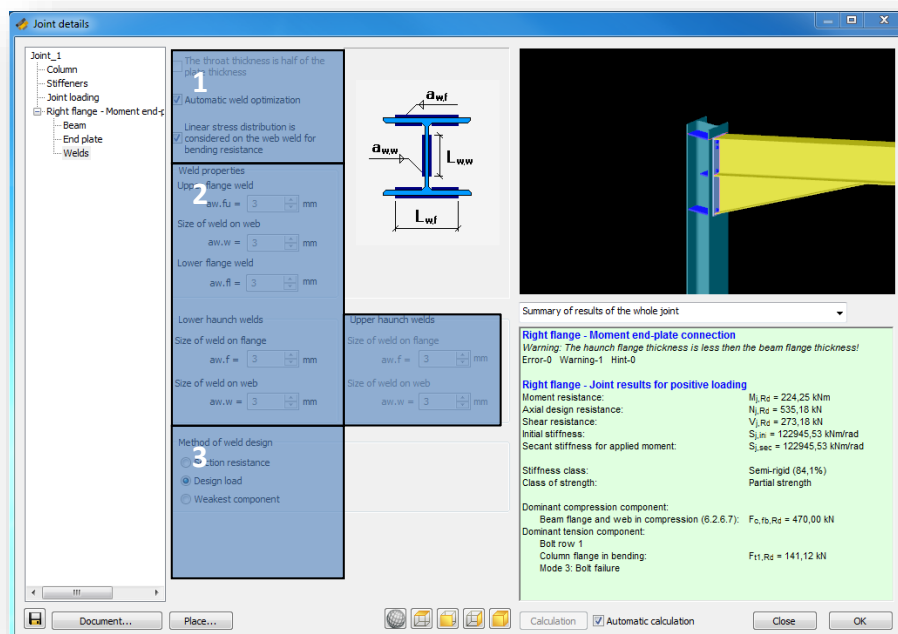 Joint details
Joint_1
Column
Stiffeners
Joint loading
Right flange - Moment end-p
Beam
End plate
Welds
The throat thickness is half of the
plate thickness
1
Automatic weld optimization
Linear stress distribution is
considered on the web weld for
bending resistance
Weld properties
2
Upper flange weld
aw.fu = 3 mm
Size of weld on web
aw.w = 3 mm
Lower flange weld
aw.fl = 3 mm
Lower haunch welds
Size of weld on flange
aw.f = 3 mm
Size of weld on web
aw.w = 3 mm
Upper haunch welds
Size of weld on flange
aw.f = 3 mm
Size of weld on web
aw.w = 3 mm
Method of weld design
3
Design load
Weakest component
aw,f
aw,w
Lw,w
Lw,f
Summary of results of the whole joint
Right flange - Moment end-plate connection
Warning: The haunch flange thickness is less then the beam flange thickness!
Error-0 Warning-1 Hint-0
Right flange - Joint results for positive loading
Moment resistance: Mj,Rd = 224,25 kNm
Axial design resistance: Nj,Rd = 535,18 kN
Shear resistance: Vj,Rd = 273,18 kN
Initial stiffness: Sj,ini = 122945,53 kNm/rad
Secant stiffness for applied moment: Sj,sec = 122945,53 kNm/rad
Stiffness class: Semi-rigid (84,1%)
Class of strength: Partial strength
Dominant compression component:
Beam flange and web in compression (6.2.6.7): Fc,fb,Rd = 470,00 kN
Dominant tension component:
Bolt row 1
Column flange in bending: Ft1,Rd = 141,12 kN
Mode 3: Bolt failure
Document... Place... Calculation Automatic calculation Close OK